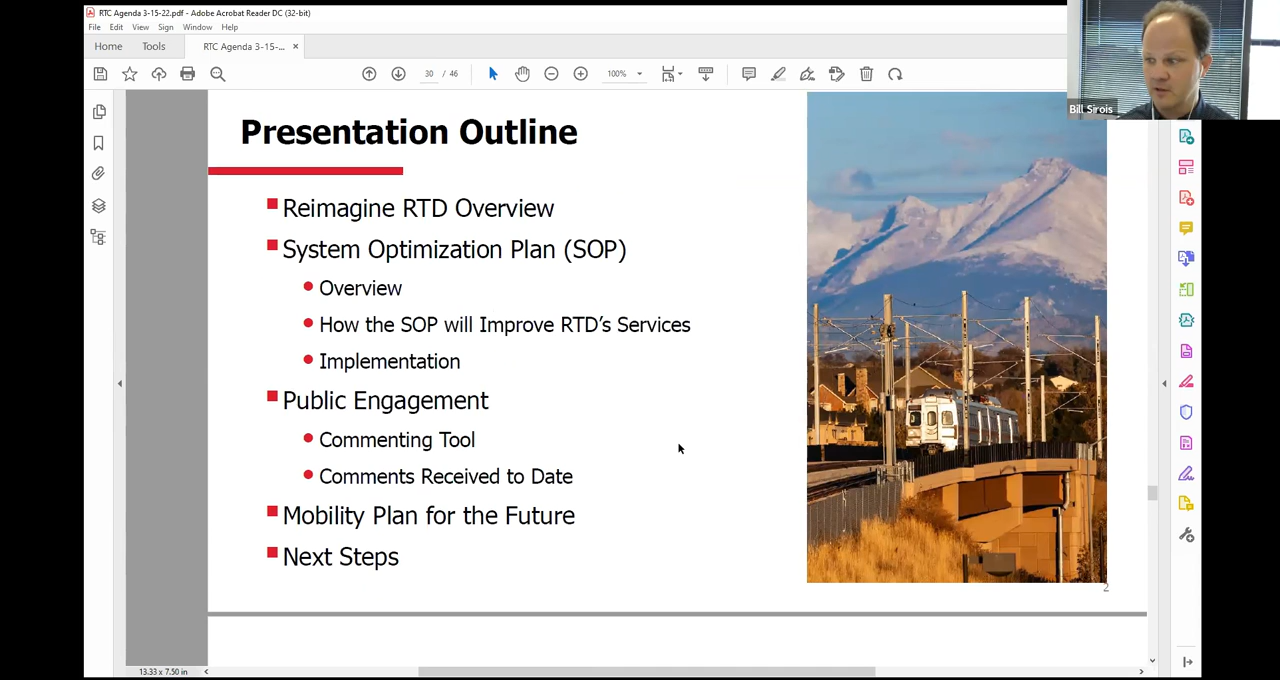 RTC Agenda 3-15-22.pdf - Adobe Acrobat Reader DC (32-bit)
File Edit View Sign Window Help
Home Tools RTC Agenda 3-15-... ×
30 / 46 100%
Bill Sirois
Presentation Outline
Reimagine RTD Overview
System Optimization Plan (SOP)
Overview
How the SOP will Improve RTD's Services
Implementation
Public Engagement
Commenting Tool
Comments Received to Date
Mobility Plan for the Future
Next Steps
2
13.33 x 7.50 in